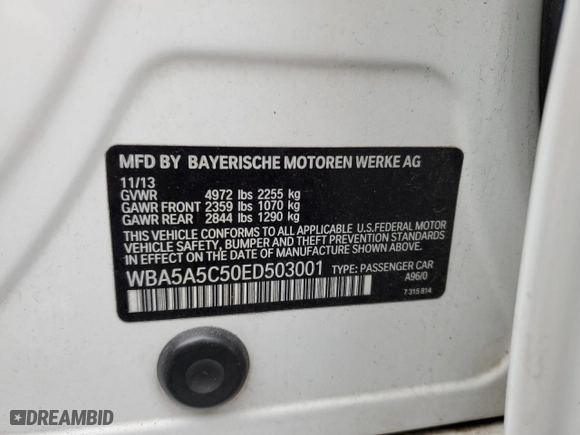 MFD BY BAYERISCHE MOTOREN WERKE AG
11/13
GVWR 4972 lbs 2255 kg
GAWR FRONT 2359 lbs 1070 kg
GAWR REAR 2844 lbs 1290 kg
THIS VEHICLE CONFORMS TO ALL APPLICABLE U.S.FEDERAL MOTOR
VEHICLE SAFETY, BUMPER AND THEFT PREVENTION STANDARDS
IN EFFECT ON THE DATE OF MANUFACTURE SHOWN ABOVE.
WBA5A5C50ED503001 TYPE: PASSENGER CAR
A96/0
7 315 814
DREAMBID